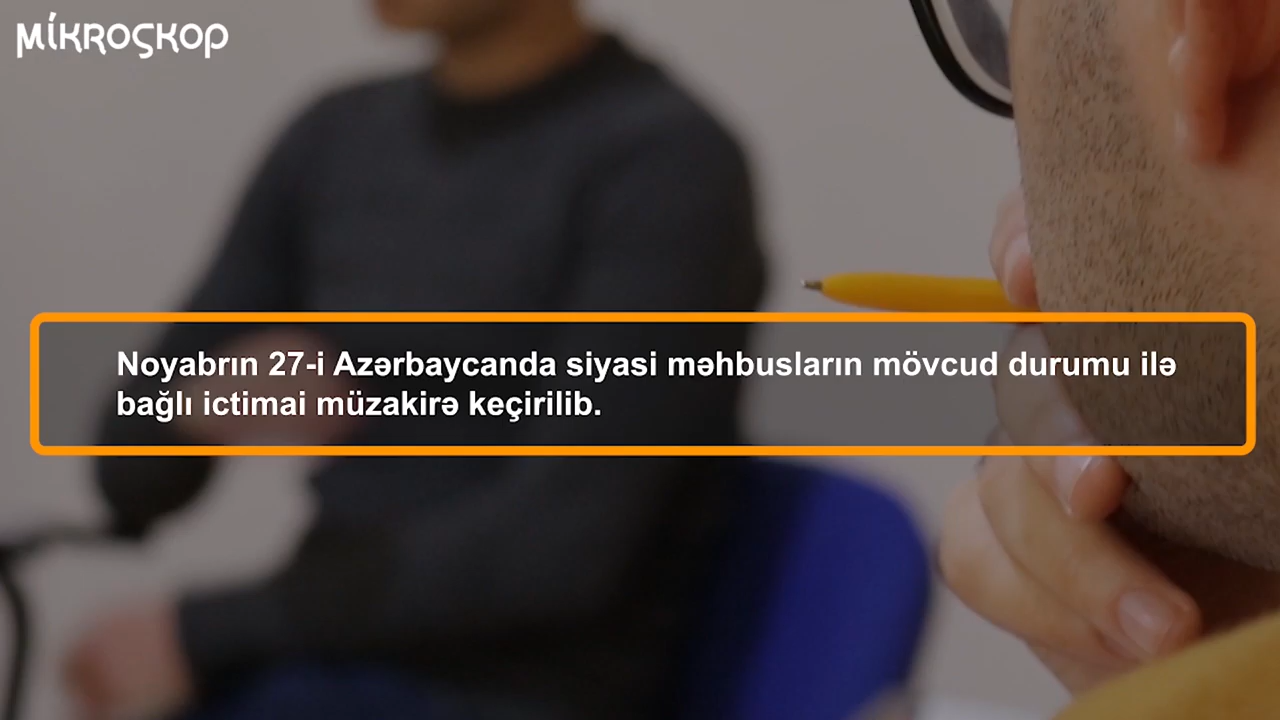 MİKROSKOP
Noyabrın 27-i Azərbaycanda siyasi məhbusların mövcud durumu ilə
bağlı ictimai müzakirə keçirilib.